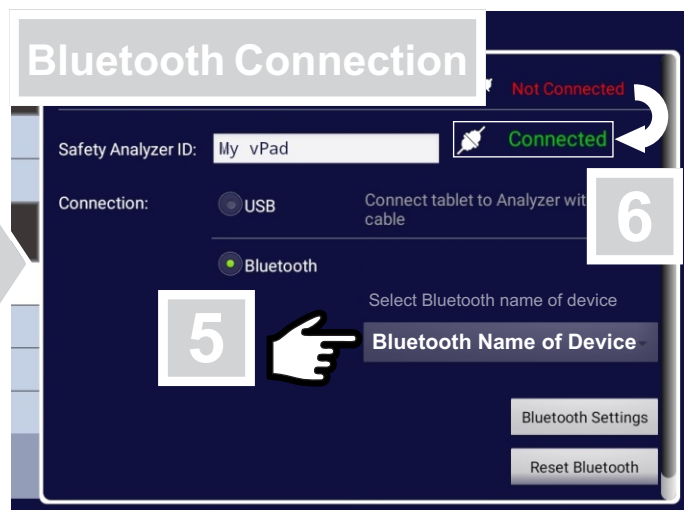 Bluetooth Connection
Not Connected
Safety Analyzer ID: My vPad Connected
Connection: USB Connect tablet to Analyzer
cable
6
Bluetooth
Select Bluetooth name of device
5
Bluetooth Name of Device
Bluetooth Settings
Reset Bluetooth